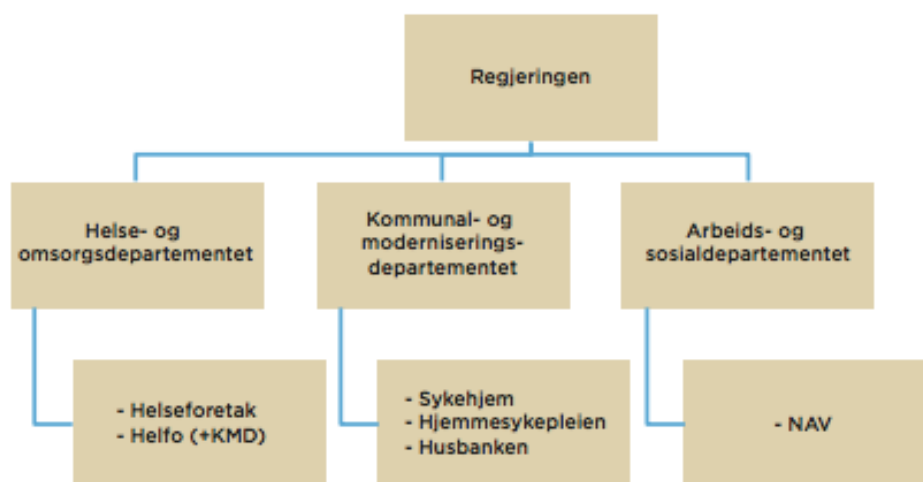 Regjeringen
Helse- og
omsorgsdepartementet
Kommunal- og
moderniserings-
departementet
Arbeids- og
sosialdepartementet
- Helseforetak
- Helfo (+KMD)
- Sykehjem
- Hjemmesykepleien
- Husbanken
- NAV